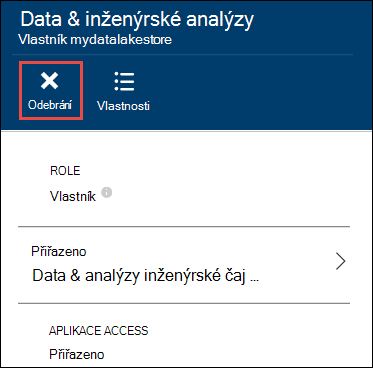 Data & inženýrské analýzy
Vlastník mydatalakestore
Odebrání
Vlastnosti
ROLE
Vlastník
Přiřazeno
Data & analýzy inženýrské čaj ...
APLIKACE ACCESS
Přiřazeno